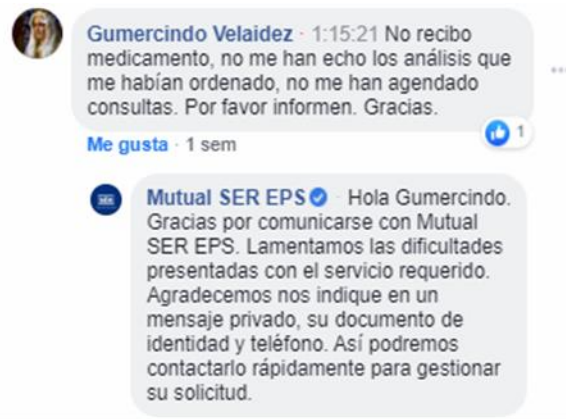 Gumercindo Velaidez · 1:15:21 No recibo
medicamento, no me han echo los análisis que
me habían ordenado, no me han agendado
consultas. Por favor informen. Gracias.
1
Me gusta · 1 sem
Mutual SER EPS · Hola Gumercindo.
Gracias por comunicarse con Mutual
SER EPS. Lamentamos las dificultades
presentadas con el servicio requerido.
Agradecemos nos indique en un
mensaje privado, su documento de
identidad y teléfono. Así podremos
contactarlo rápidamente para gestionar
su solicitud.